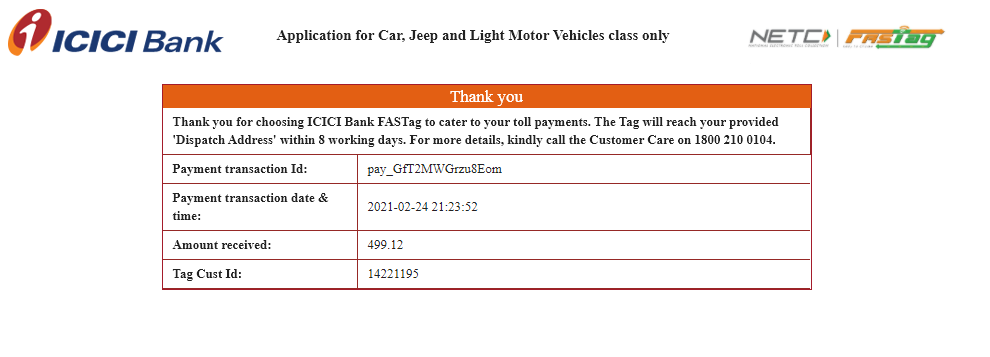 ICICI Bank
Application for Car, Jeep and Light Motor Vehicles class only
NETC
FASTag
Thank you
Thank you for choosing ICICI Bank FASTag to cater to your toll payments. The Tag will reach your provided
'Dispatch Address' within 8 working days. For more details, kindly call the Customer Care on 1800 210 0104.
Payment transaction Id: pay_GfT2MWGrzu8Eom
Payment transaction date &
time: 2021-02-24 21:23:52
Amount received: 499.12
Tag Cust Id: 14221195